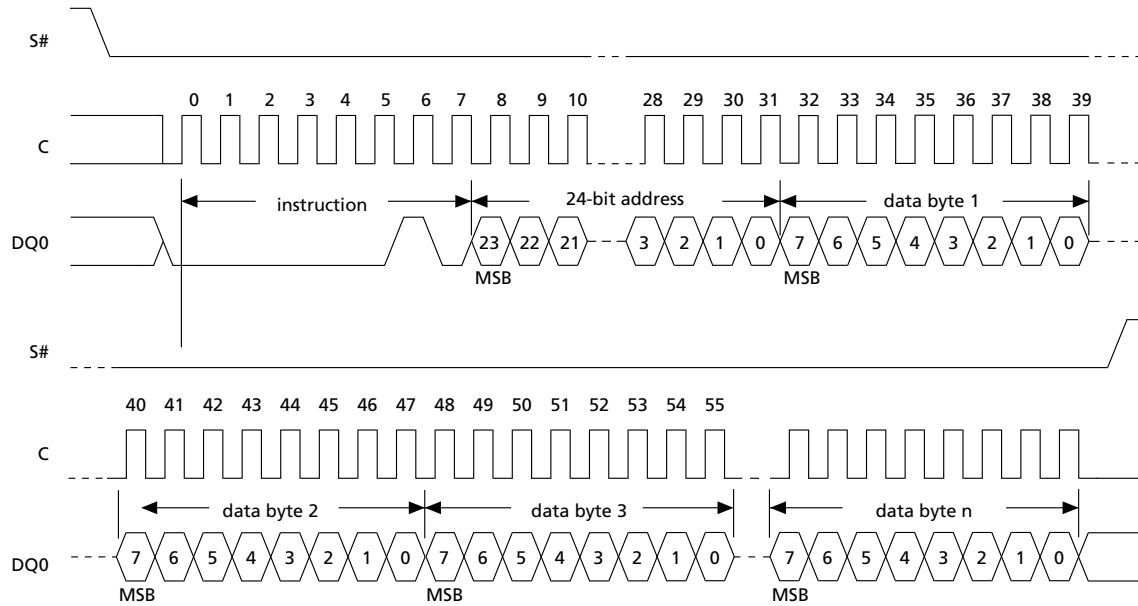 S#
0 1 2 3 4 5 6 7 8 9 10 28 29 30 31 32 33 34 35 36 37 38 39
C
instruction 24-bit address data byte 1
DQ0 23 22 21 3 2 1 0 7 6 5 4 3 2 1 0
MSB MSB
S#
40 41 42 43 44 45 46 47 48 49 50 51 52 53 54 55
C
data byte 2 data byte 3 data byte n
DQ0 7 6 5 4 3 2 1 0 7 6 5 4 3 2 1 0 7 6 5 4 3 2 1 0
MSB MSB MSB